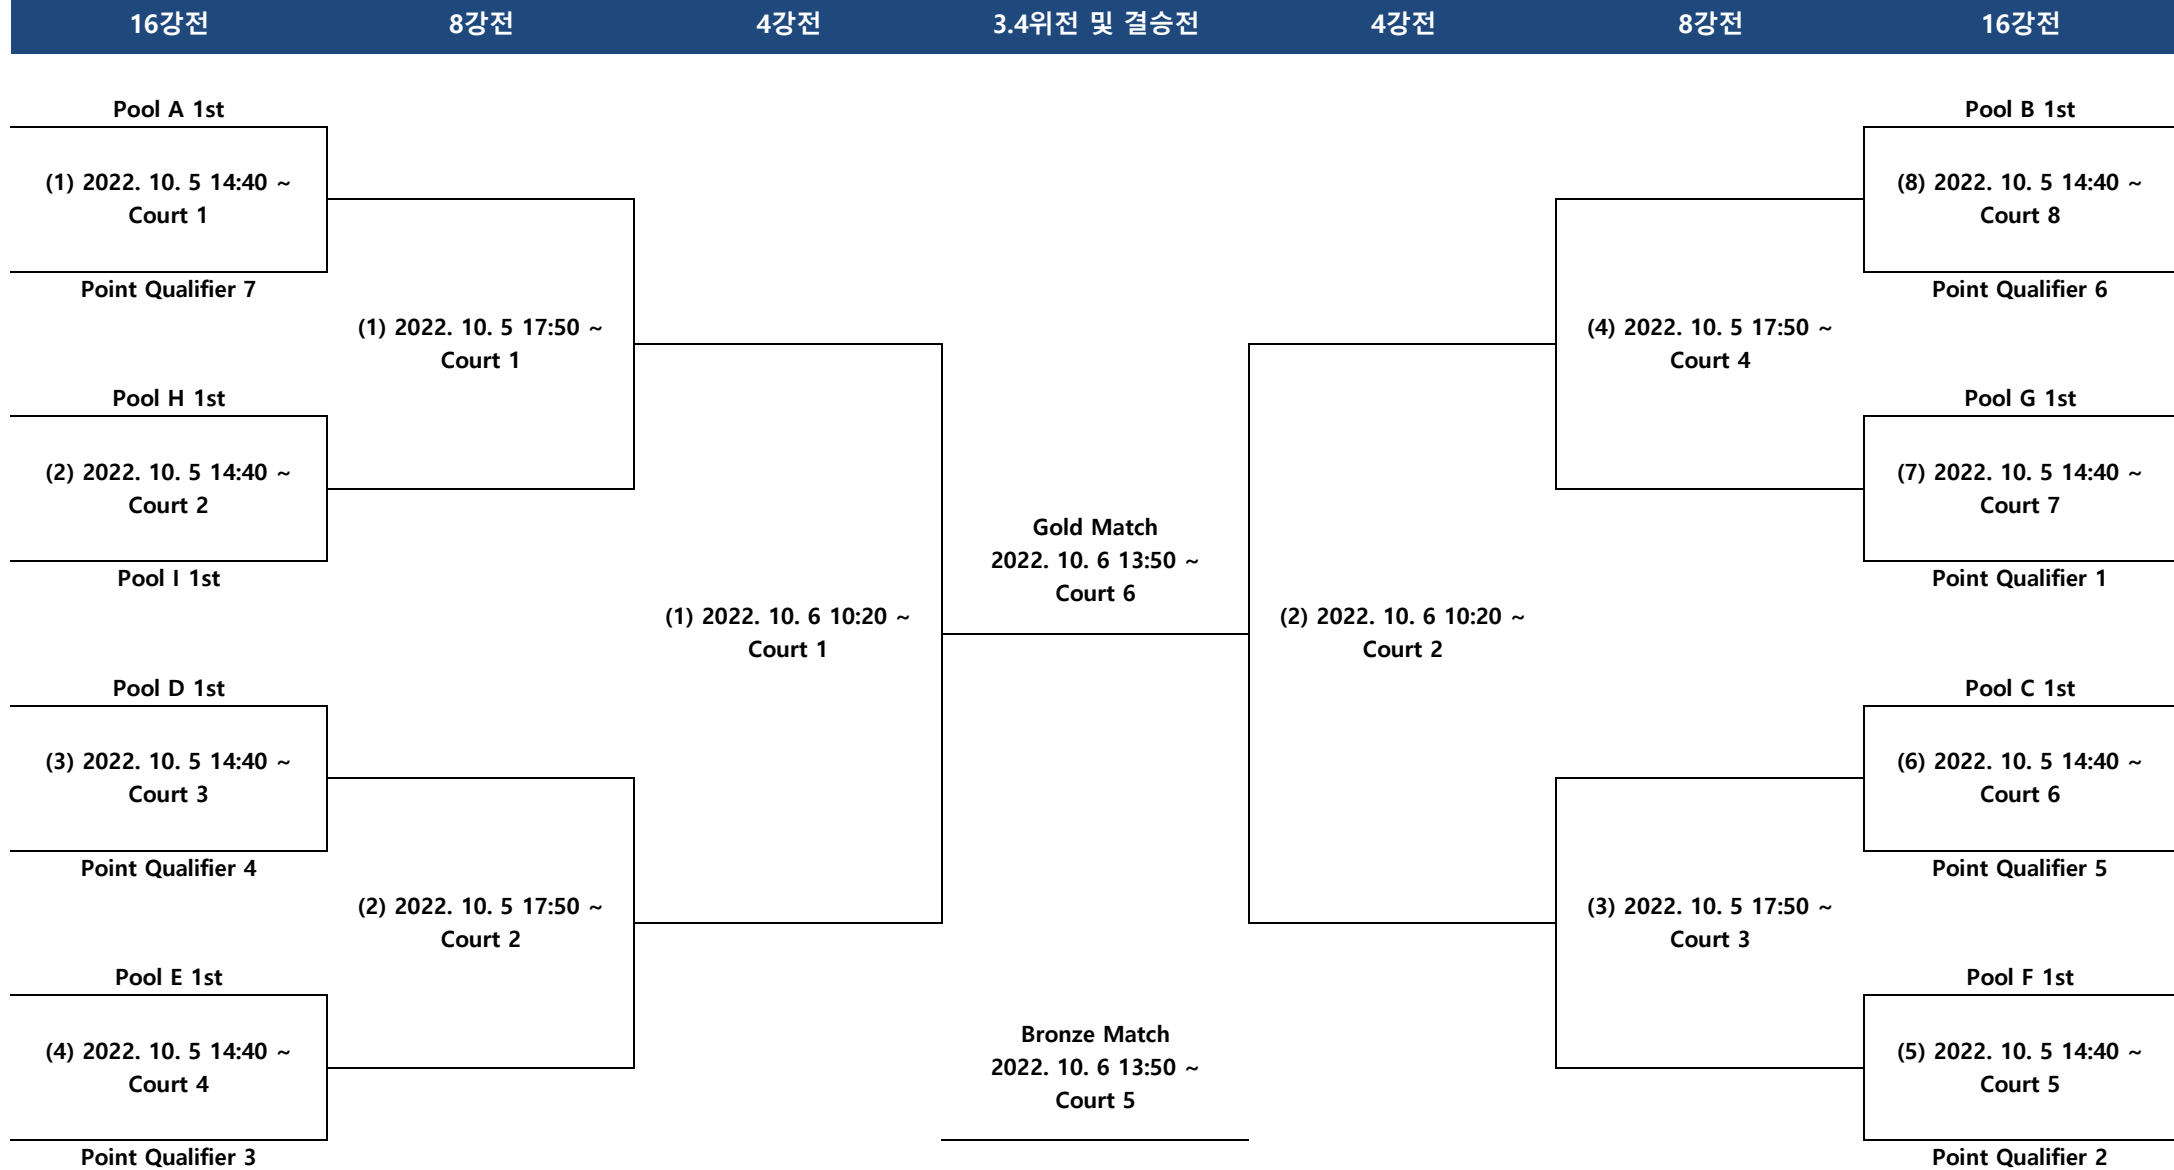 16강전 8강전 4강전 3.4위전 및 결승전 4강전 8강전 16강전
Pool A 1st
(1) 2022. 10. 5 14:40 ~
Court 1
Point Qualifier 7
Pool H 1st
(2) 2022. 10. 5 14:40 ~
Court 2
Pool I 1st
Pool D 1st
(3) 2022. 10. 5 14:40 ~
Court 3
Point Qualifier 4
Pool E 1st
(4) 2022. 10. 5 14:40 ~
Court 4
Point Qualifier 3
(1) 2022. 10. 5 17:50 ~
Court 1
(2) 2022. 10. 5 17:50 ~
Court 2
(1) 2022. 10. 6 10:20 ~
Court 1
Gold Match
2022. 10. 6 13:50 ~
Court 6
Bronze Match
2022. 10. 6 13:50 ~
Court 5
(2) 2022. 10. 6 10:20 ~
Court 2
(4) 2022. 10. 5 17:50 ~
Court 4
(3) 2022. 10. 5 17:50 ~
Court 3
Pool B 1st
(8) 2022. 10. 5 14:40 ~
Court 8
Point Qualifier 6
Pool G 1st
(7) 2022. 10. 5 14:40 ~
Court 7
Point Qualifier 1
Pool C 1st
(6) 2022. 10. 5 14:40 ~
Court 6
Point Qualifier 5
Pool F 1st
(5) 2022. 10. 5 14:40 ~
Court 5
Point Qualifier 2